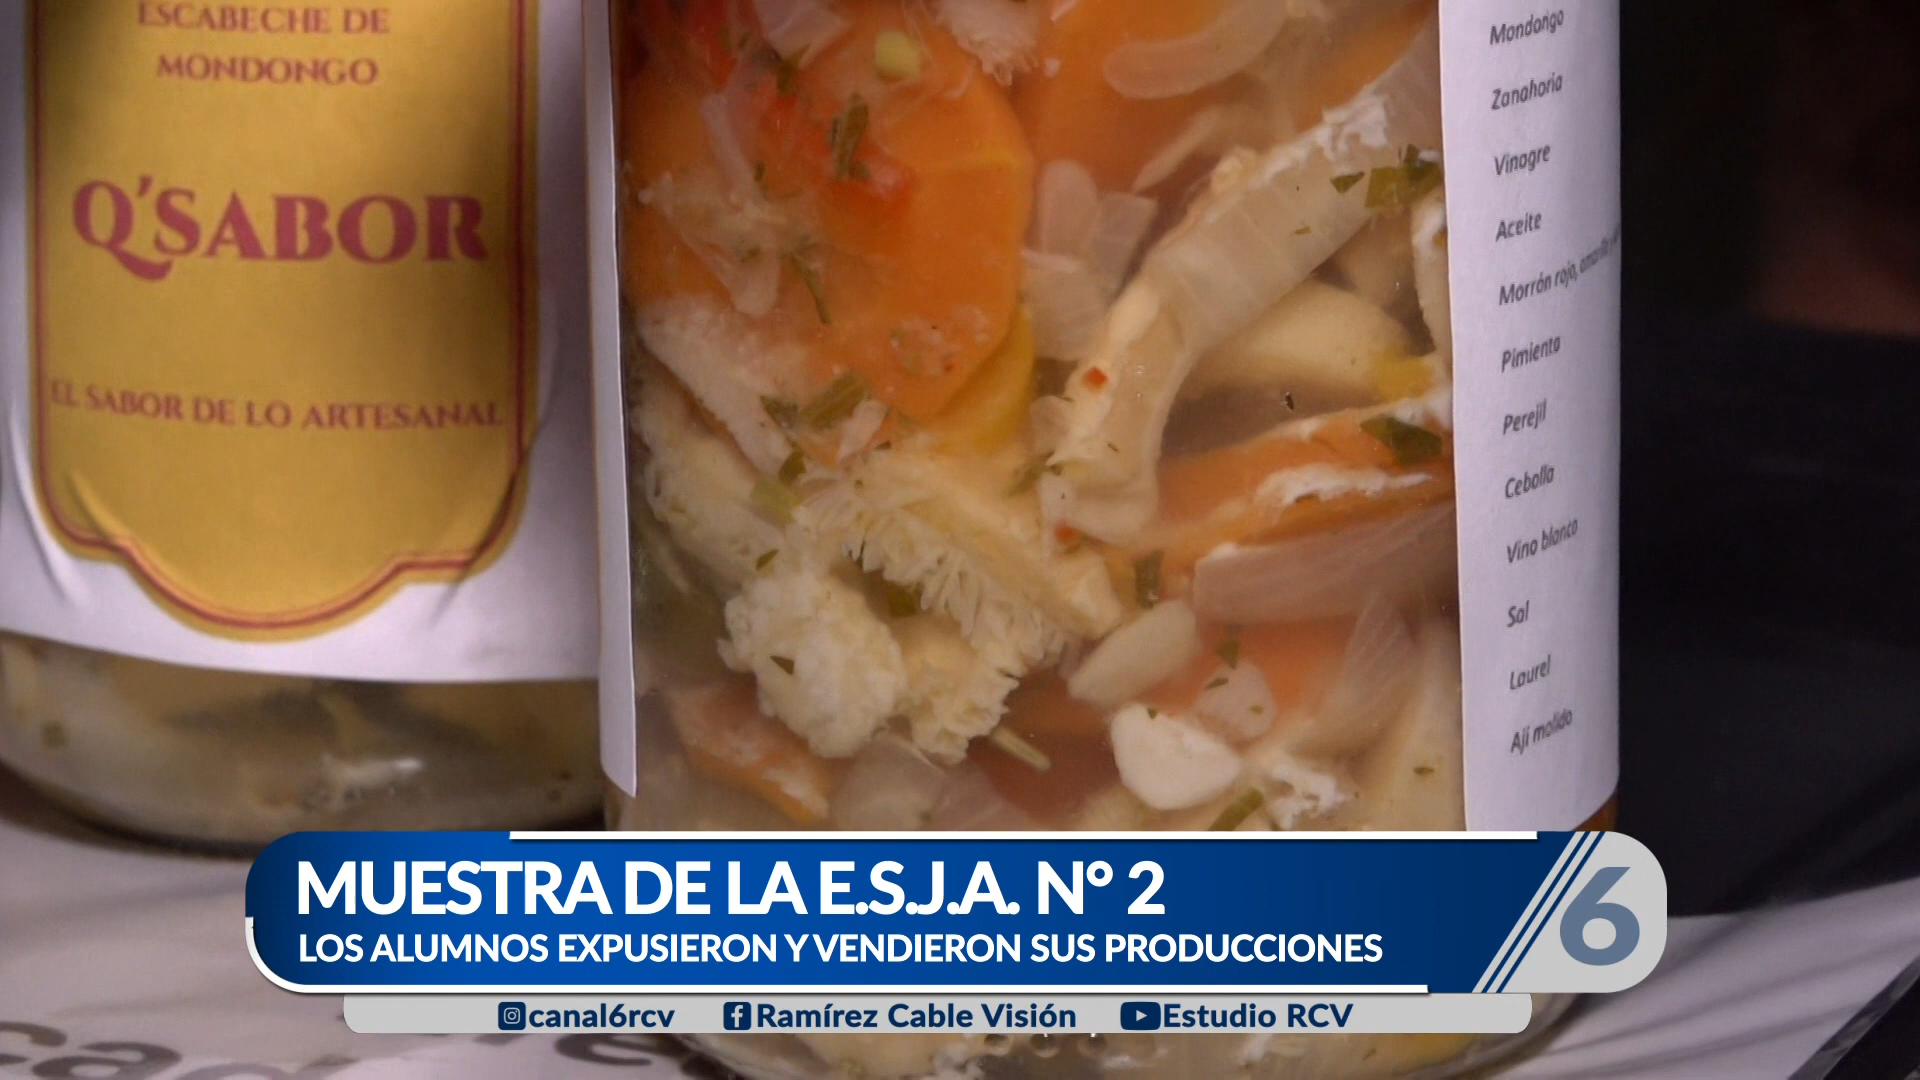 ESCABECHE DE
MONDONGO
Q'SABOR
EL SABOR DE LO ARTESANAL
Mondongo
Zanahoria
Vinagre
Aceite
Morrón rojo, amarillo
Pimienta
Perejil
Cebolla
Vino blanco
Sal
Laurel
Aji molido
MUESTRA DE LA E.S.J.A. N° 2
LOS ALUMNOS EXPUSIERON Y VENDIERON SUS PRODUCCIONES
6
canal6rcv
Ramírez Cable Visión
Estudio RCV